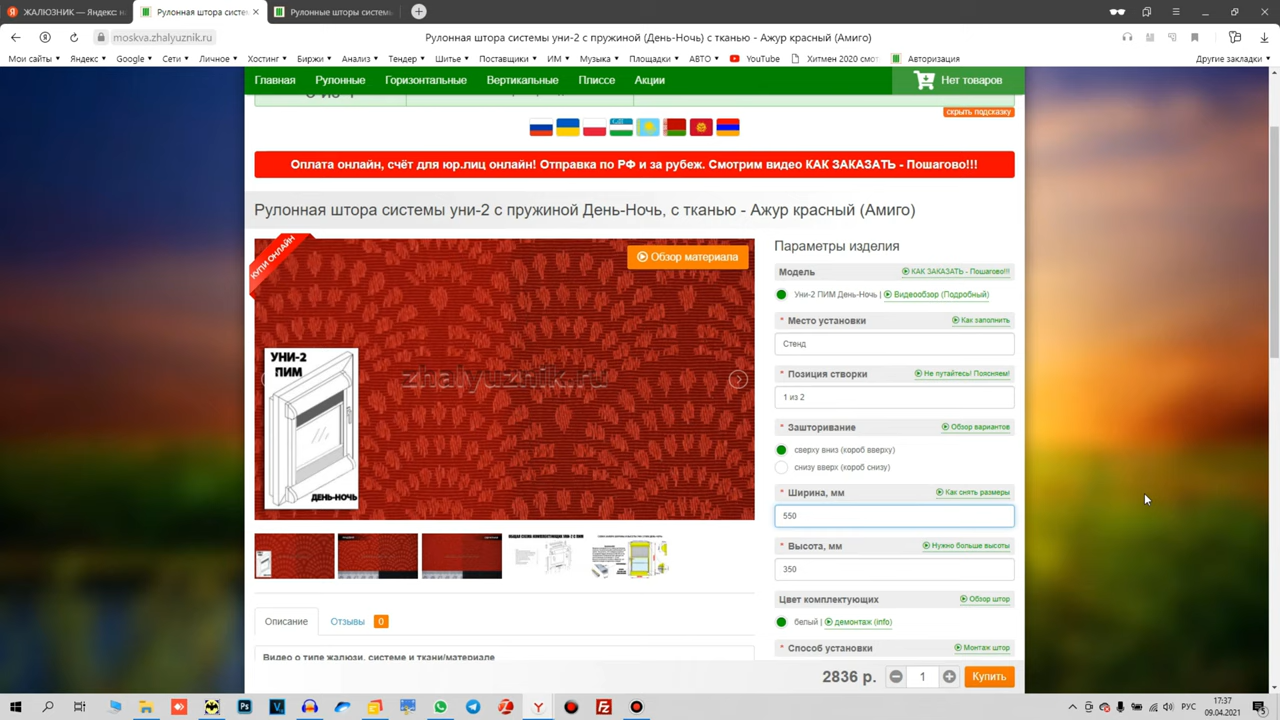 ЖАЛЮЗНИК — Яндекс: на
Рулонная штора систем
Рулонные шторы системы
moskva.zhalyuznik.ru
Рулонная штора системы уни-2 с пружиной (День-Ночь) с тканью - Ажур красный (Амиго)
Мои сайты Яндекс Google Сети Личное Хостинг Биржи Анализ Тендер Шитье Поставщики ИМ Музыка Площадки АВТО YouTube Хитмен 2020 смот Авторизация Другие закладки
Главная Рулонные Горизонтальные Вертикальные Плиссе Акции Нет товаров
скрыть подсказку
Оплата онлайн, счёт для юр.лиц онлайн! Отправка по РФ и за рубеж. Смотрим видео КАК ЗАКАЗАТЬ - Пошагово!!!
Рулонная штора системы уни-2 с пружиной День-Ночь, с тканью - Ажур красный (Амиго)
КУПИ ОНЛАЙН
Обзор материала
УНИ-2
ПИМ
ДЕНЬ-НОЧЬ
zhalyuznik.ru
Параметры изделия
Модель КАК ЗАКАЗАТЬ - Пошагово!!!
Уни-2 ПИМ День-Ночь | Видеообзор (Подробный)
* Место установки Как заполнить
Стенд
* Позиция створки Не путайтесь! Поясняем!
1 из 2
* Зашторивание Обзор вариантов
сверху вниз (короб вверху)
снизу вверх (короб снизу)
* Ширина, мм Как снять размеры
550
* Высота, мм Нужно больше высоты
350
Цвет комплектующих Обзор штор
белый | демонтаж (info)
* Способ установки Монтаж штор
Описание Отзывы 0
Видео о типе жалюзи, системе и ткани/материале
2836 р. 1 Купить
РУС
17:37
09.04.2021